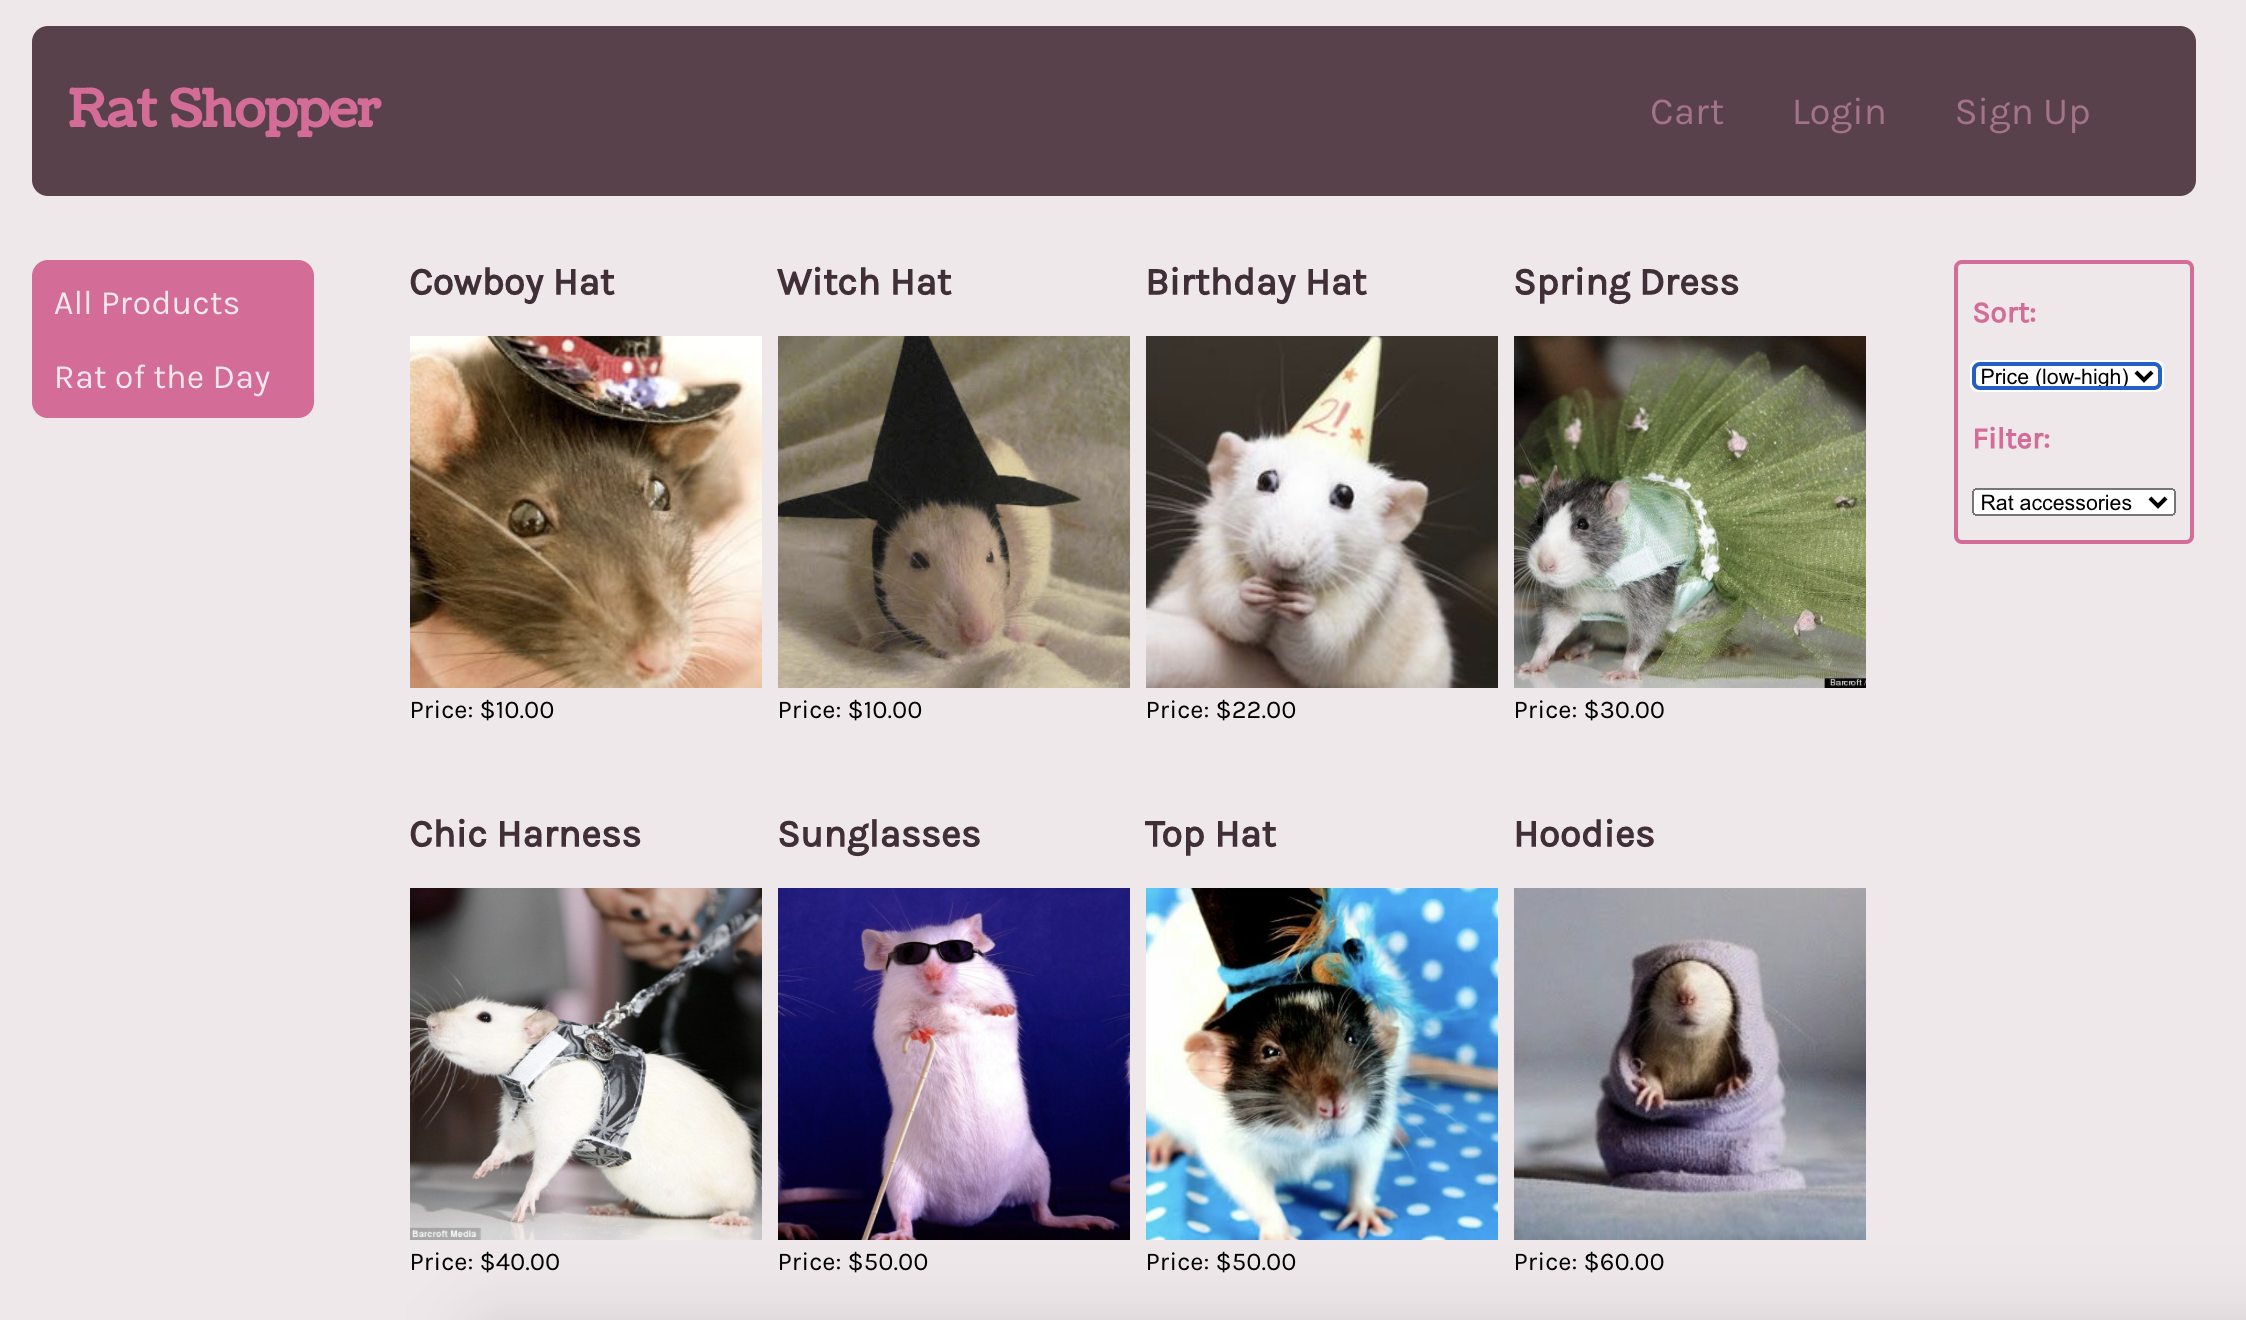 Rat Shopper
Cart
Login
Sign Up
All Products
Rat of the Day
Cowboy Hat
Witch Hat
Birthday Hat
Spring Dress
2!
Barcroft
Price: $10.00
Price: $10.00
Price: $22.00
Price: $30.00
Sort:
Price (low-high)
Filter:
Rat accessories
Chic Harness
Sunglasses
Top Hat
Hoodies
Barcroft Media
Price: $40.00
Price: $50.00
Price: $50.00
Price: $60.00